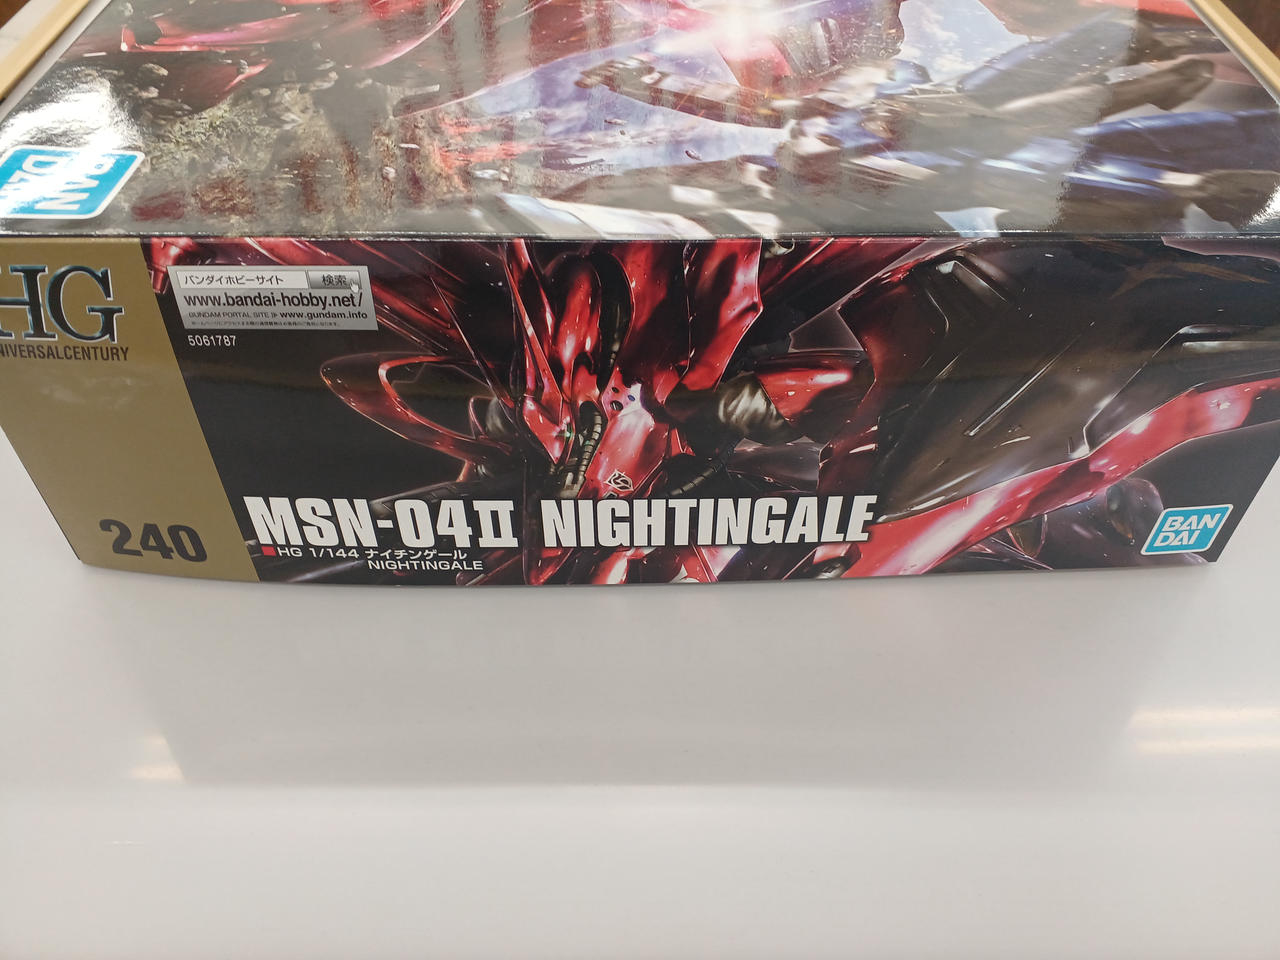 BAN
DAI
HG
UNIVERSALCENTURY
240
バンダイホビーサイト 検索
www.bandai-hobby.net/
GUNDAM PORTAL SITE www.gundam.info
5061787
MSN-04II NIGHTINGALE
HG 1/144 ナイチンゲール
NIGHTINGALE
BAN
DAI